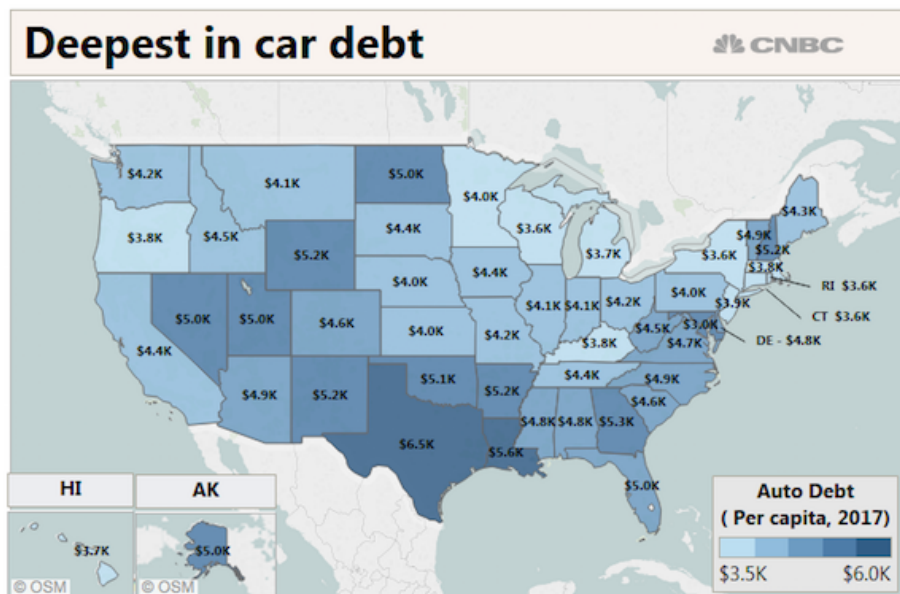 Deepest in car debt
CNBC
$4.2K
$4.1K
$5.0K
$4.0K
$4.3K
$4.9K
$5.2K
$3.8K
$4.5K
$5.2K
$4.4K
$3.6K
$3.7K
$3.6K
$3.8K
RI $3.6K
$4.0K
$4.4K
$4.1K
$4.1K
$4.2K
$4.0K
$3.9K
CT $3.6K
$5.0K
$5.0K
$4.6K
$4.0K
$4.2K
$3.8K
$4.5K
$3.0K
$4.7K
DE - $4.8K
$4.4K
$4.9K
$5.2K
$5.1K
$5.2K
$4.4K
$4.9K
$4.6K
$6.5K
$5.6K
$4.8K
$4.8K
$5.3K
$5.0K
HI
$3.7K
© OSM
AK
$5.0K
© OSM
Auto Debt
( Per capita, 2017)
$3.5K
$6.0K